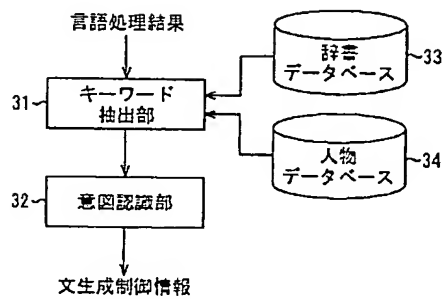 言語処理結果
31
キーワード
抽出部
辞書
データベース
33
人物
データベース
34
32
意図認識部
文生成制御情報